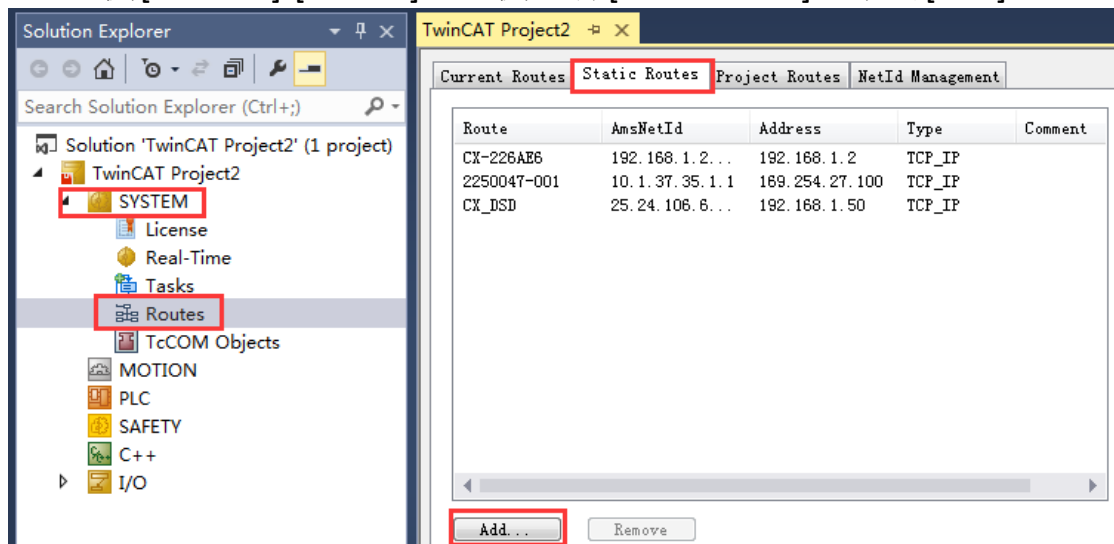 Solution Explorer
TwinCAT Project2
Search Solution Explorer (Ctrl+;)
Solution 'TwinCAT Project2' (1 project)
TwinCAT Project2
SYSTEM
License
Real-Time
Tasks
Routes
TcCOM Objects
MOTION
PLC
SAFETY
C++
I/O
Current Routes Static Routes Project Routes NetId Management
Route AmsNetId Address Type Comment
CX-226AE6 192.168.1.2... 192.168.1.2 TCP_IP
2250047-001 10.1.37.35.1.1 169.254.27.100 TCP_IP
CX_DSD 25.24.106.6... 192.168.1.50 TCP_IP
Add... Remove